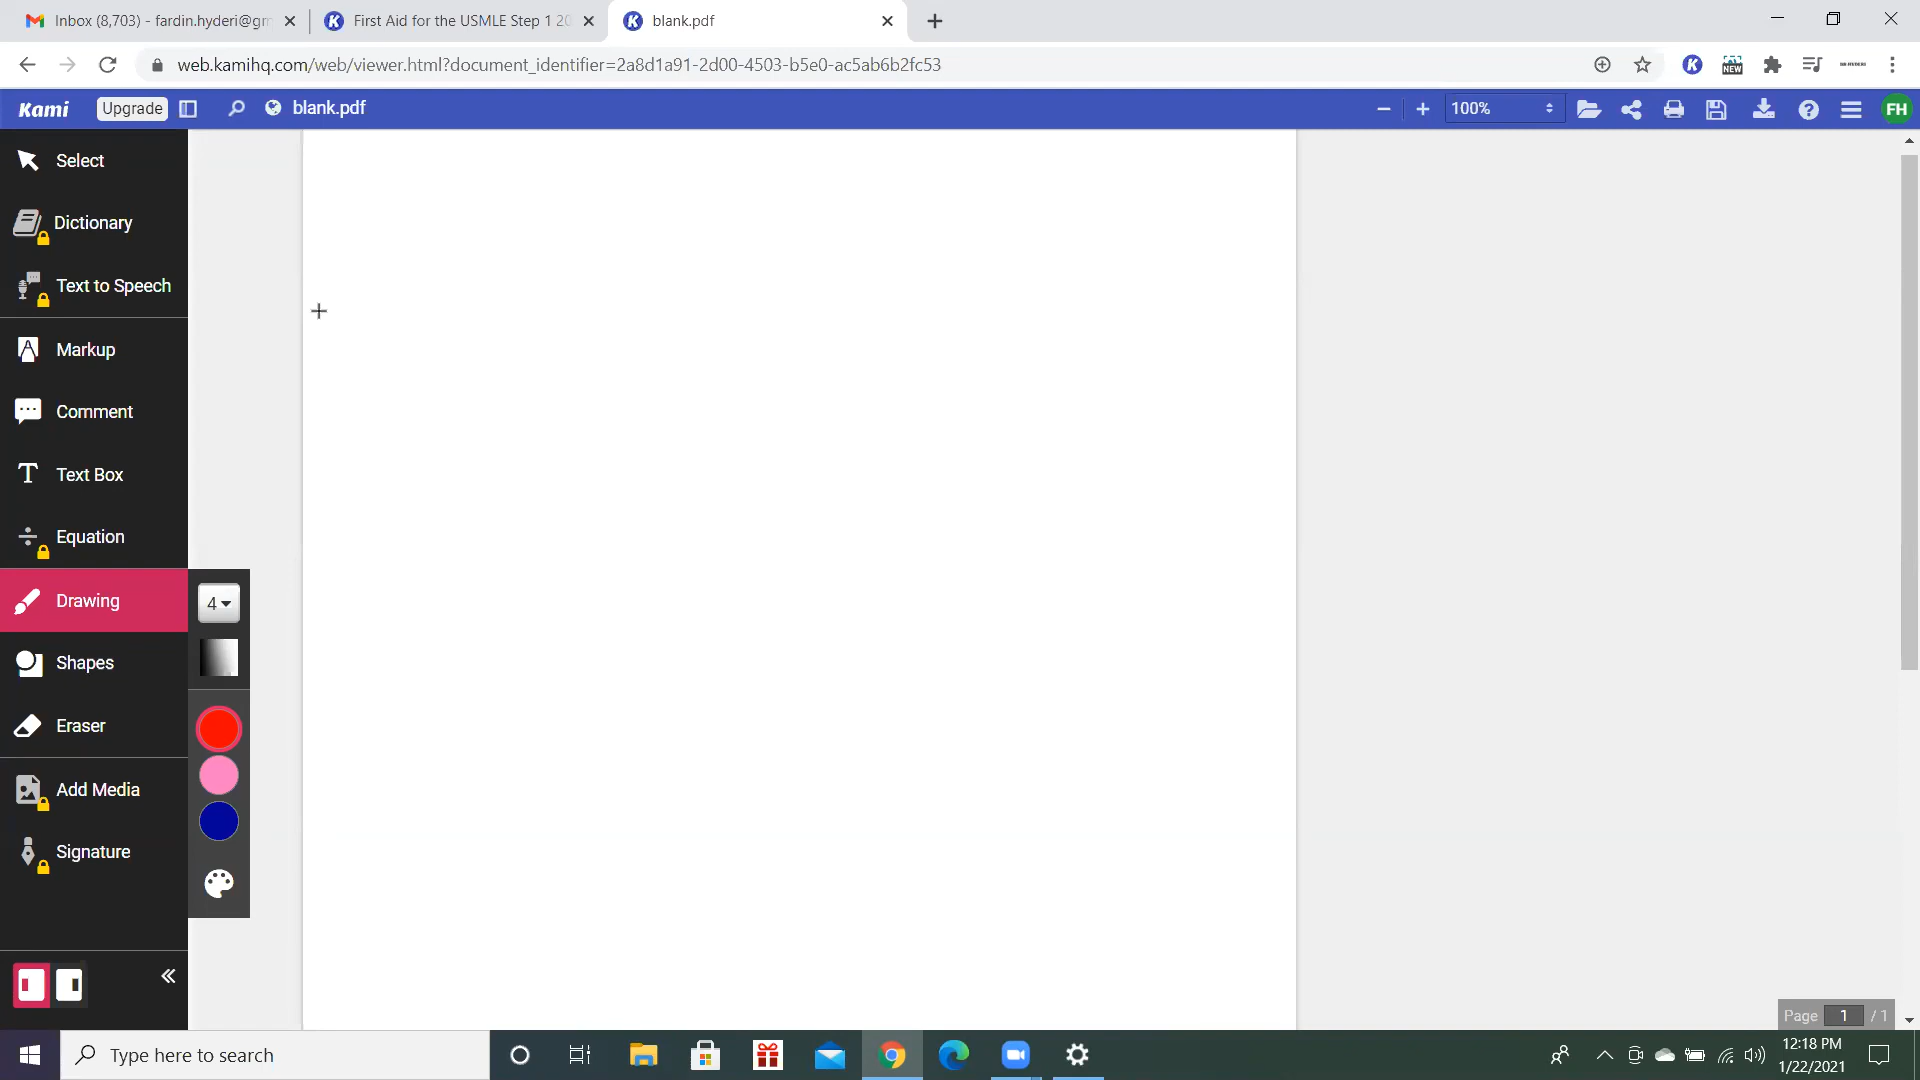 Inbox (8,703) - fardin.hyderi@gm
First Aid for the USMLE Step 1 20
blank.pdf
web.kamihq.com/web/viewer.html?document_identifier=2a8d1a91-2d00-4503-b5e0-ac5ab6b2fc53
NEW
Kami
Upgrade
blank.pdf
100%
FH
Select
Dictionary
Text to Speech
Markup
Comment
Text Box
Equation
Drawing
4
Shapes
Eraser
Add Media
Signature
Page 1 / 1
Type here to search
12:18 PM
1/22/2021